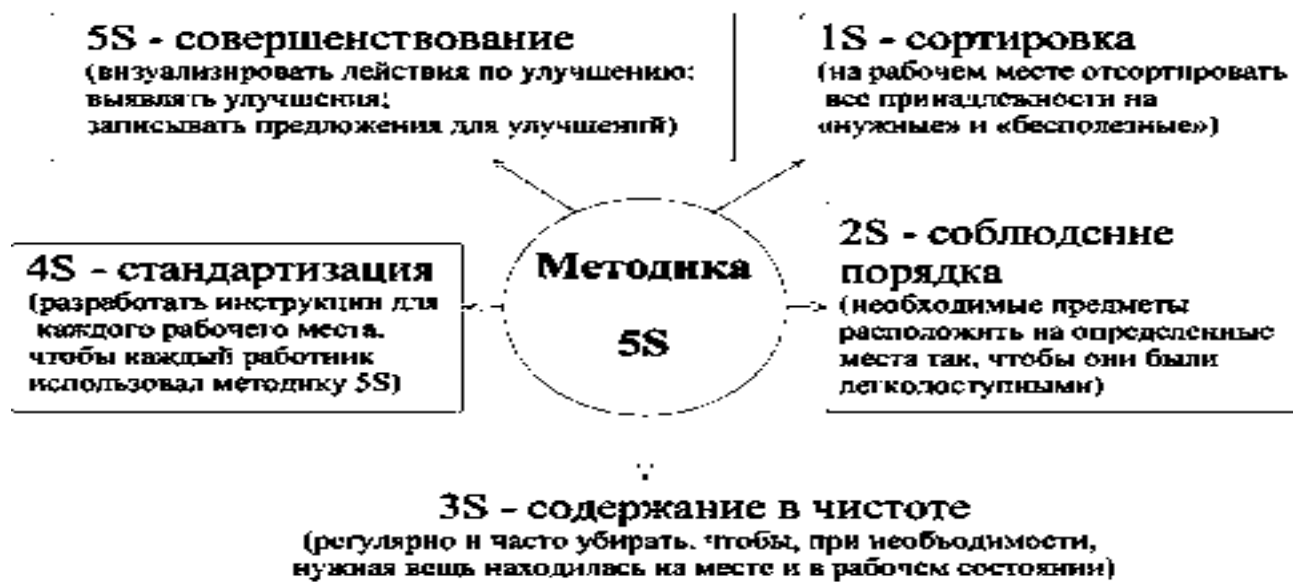 5S - совершенствование
(визуализировать действия по улучшению;
выявлять улучшения;
записывать предложения для улучшений)
1S - сортировка
(на рабочем месте отсортировать
все принадлежности на
«нужные» и «бесполезные»)
Методика
5S
2S - соблюдение
порядка
(необходимые предметы
расположить на определенные
места так, чтобы они были
легкодоступными)
4S - стандартизация
(разработать инструкции для
каждого рабочего места,
чтобы каждый работник
использовал методику 5S)
3S - содержание в чистоте
(регулярно и часто убирать, чтобы, при необходимости,
нужная вещь находилась на месте и в рабочем состоянии)